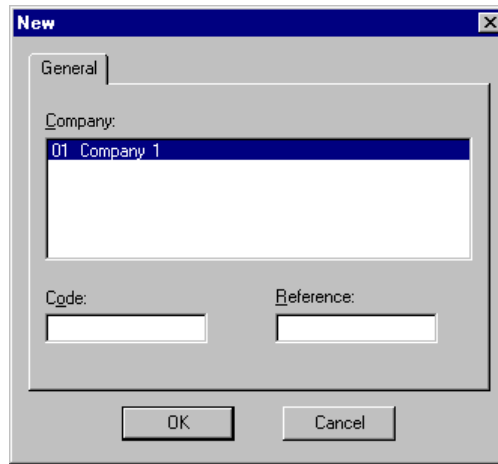 New
General
Company:
01 Company 1
Code:
Reference:
OK
Cancel